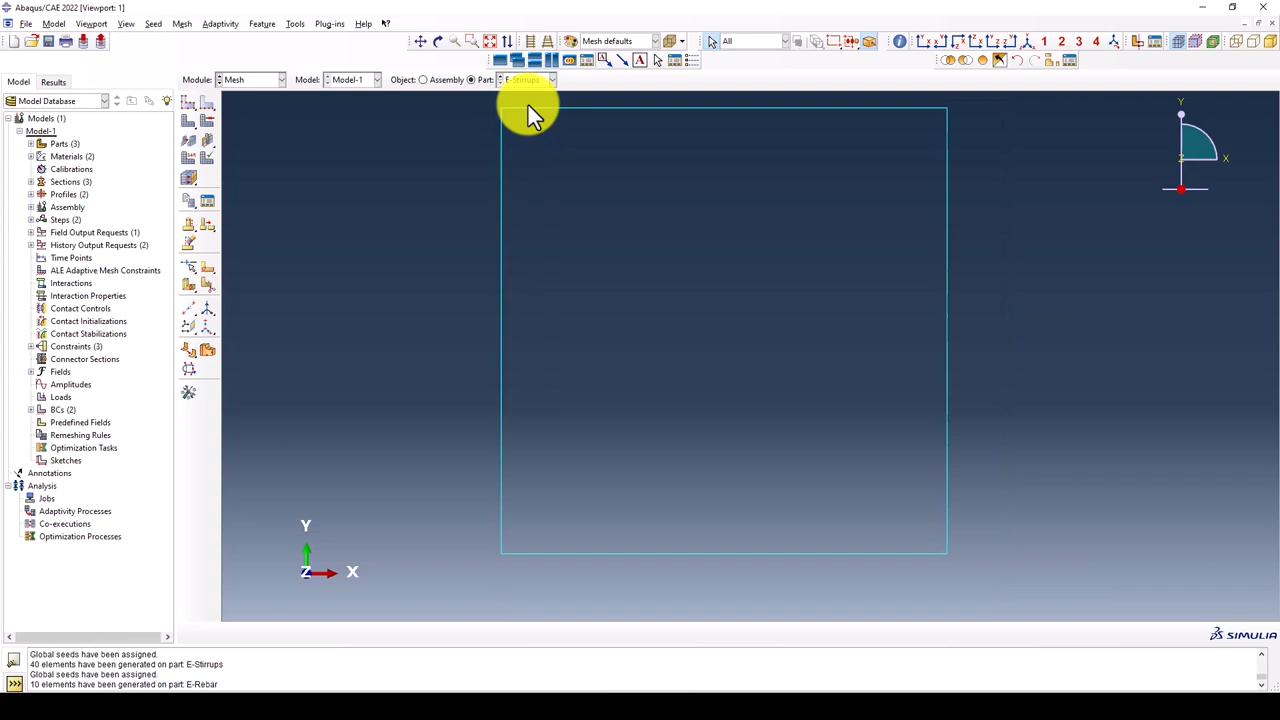 Abaqus/CAE 2022 [Viewport: 1]
File Model Viewport View Seed Mesh Adaptivity Feature Tools Plug-ins Help
All Mesh defaults 1 2 3 4
A
Model Results Module: Mesh Model: Model-1 Object: Assembly Part: E-Stirrups
Model Database
Models (1)
Model-1
Parts (3)
Materials (2)
Calibrations
Sections (3)
Profiles (2)
Assembly
Steps (2)
Field Output Requests (1)
History Output Requests (2)
Time Points
ALE Adaptive Mesh Constraints
Interactions
Interaction Properties
Contact Controls
Contact Initializations
Contact Stabilizations
Constraints (3)
Connector Sections
Fields
Amplitudes
Loads
BCs (2)
Predefined Fields
Remeshing Rules
Optimization Tasks
Sketches
Annotations
Analysis
Jobs
Adaptivity Processes
Co-executions
Optimization Processes
Y
Z X
Y
Z X
SIMULIA
Global seeds have been assigned.
40 elements have been generated on part: E-Stirrups
Global seeds have been assigned.
10 elements have been generated on part: E-Rebar
>>>